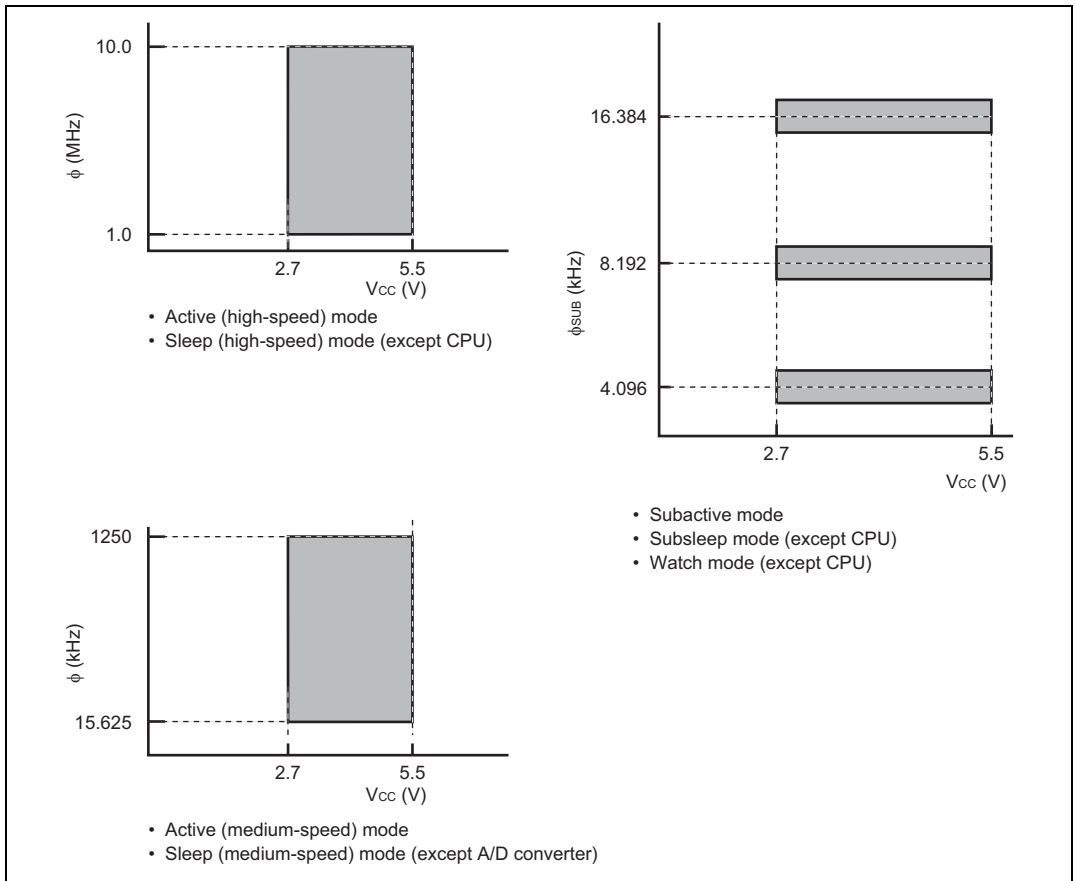 10.0
φ (MHz)
1.0
2.7 5.5
VCC (V)
• Active (high-speed) mode
• Sleep (high-speed) mode (except CPU)
16.384
8.192
φSUB (kHz)
4.096
2.7 5.5
VCC (V)
• Subactive mode
• Subsleep mode (except CPU)
• Watch mode (except CPU)
1250
φ (kHz)
15.625
2.7 5.5
VCC (V)
• Active (medium-speed) mode
• Sleep (medium-speed) mode (except A/D converter)